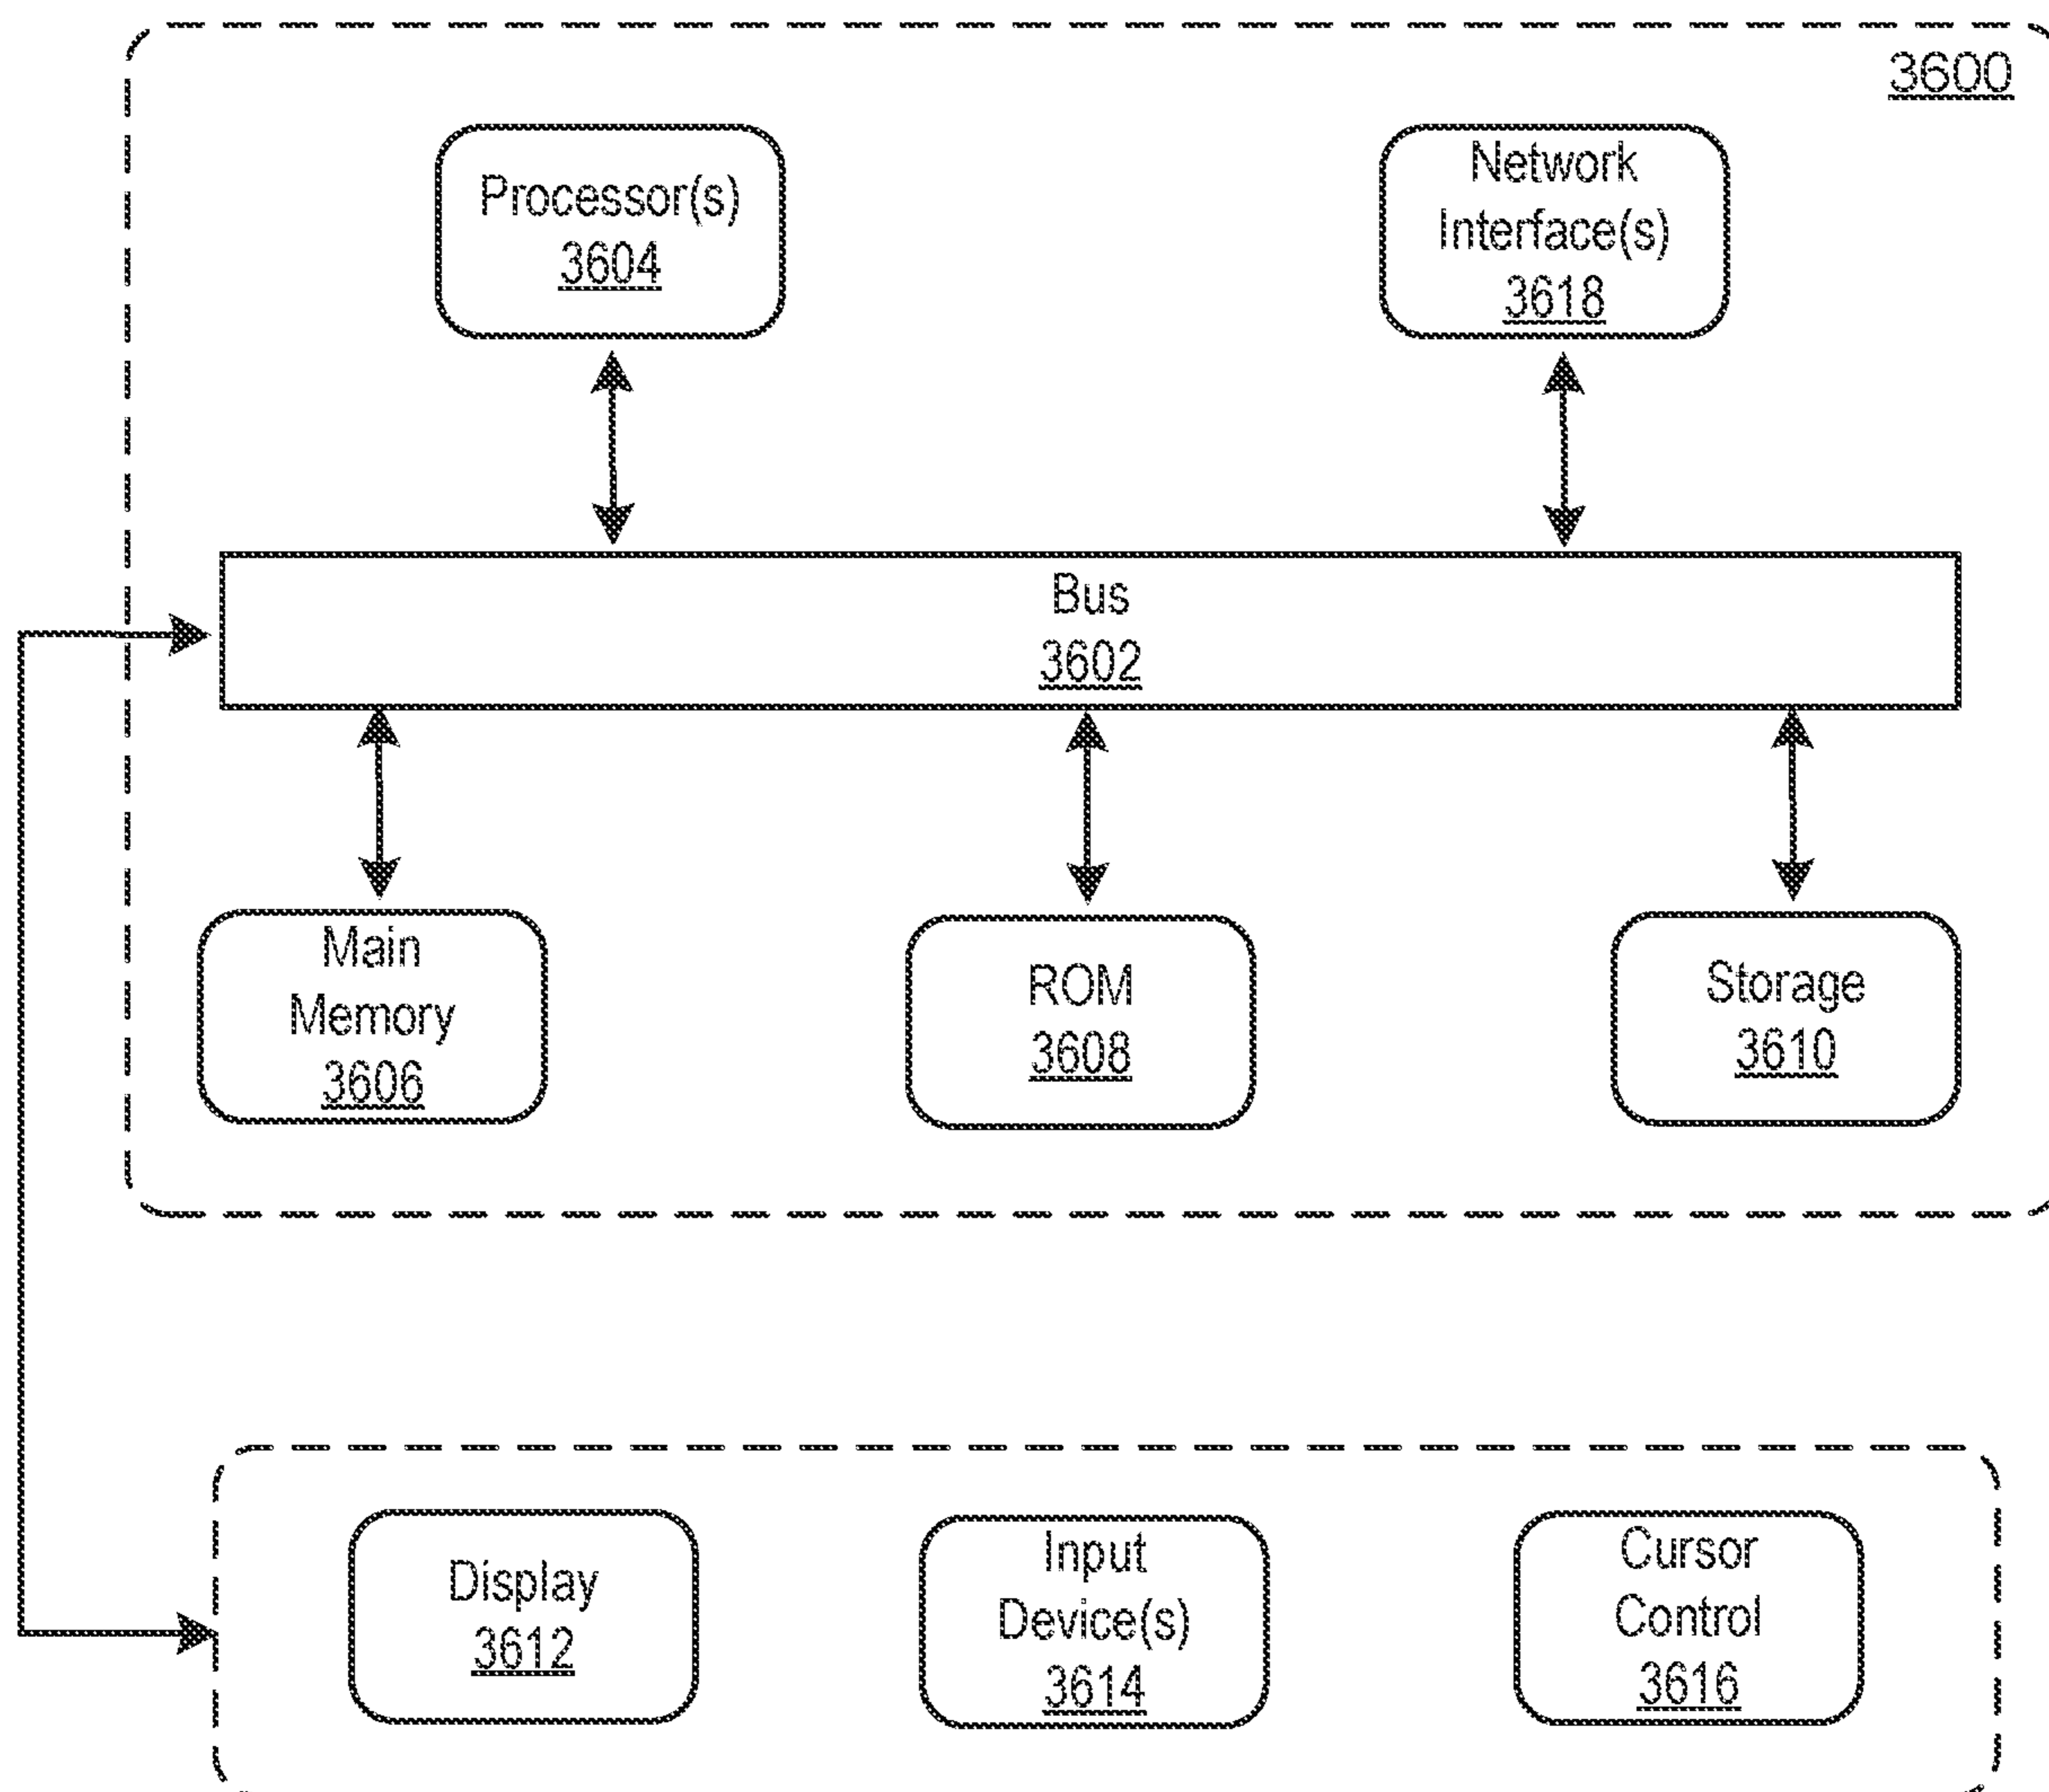 3600
Processor(s)
3604
Network
Interface(s)
3618
Bus
3602
Main
Memory
3606
ROM
3608
Storage
3610
Display
3612
Input
Device(s)
3614
Cursor
Control
3616